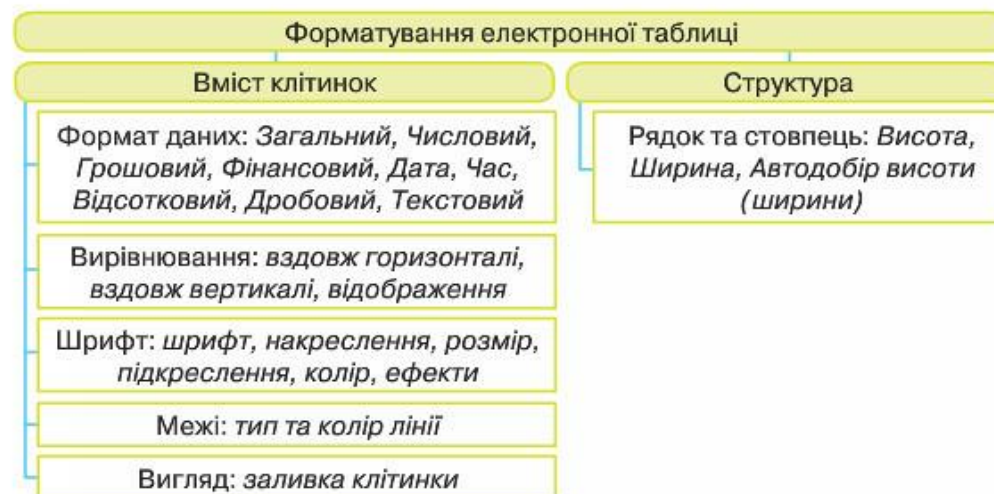 Форматування електронної таблиці
Вміст клітинок
Формат даних: Загальний, Числовий,
Грошовий, Фінансовий, Дата, Час,
Відсотковий, Дробовий, Текстовий
Вирівнювання: вздовж горизонталі,
вздовж вертикалі, відображення
Шрифт: шрифт, накреслення, розмір,
підкреслення, колір, ефекти
Межі: тип та колір лінії
Вигляд: заливка клітинки
Структура
Рядок та стовпець: Висота,
Ширина, Автодобір висоти
(ширини)